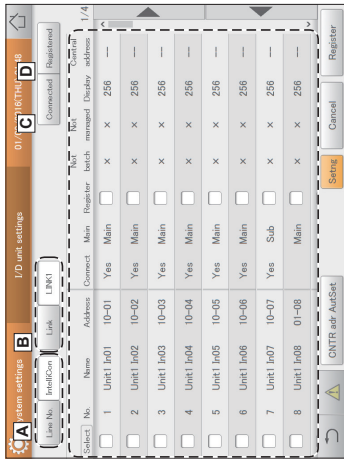 A
ystem settings
I/D unit settings
01/
016(THU)
48
B
C
D
Line No.
IntelliCon
Link
LINK1
Connected
Registered
Select No. Name Address Connect Main Register Not batch Not managed Display Central address 1/4
1 Unit1 In01 10-01 Yes Main × × 256 ---
2 Unit1 In02 10-02 Yes Main × × 256 ---
3 Unit1 In03 10-03 Yes Main × × 256 ---
4 Unit1 In04 10-04 Yes Main × × 256 ---
5 Unit1 In05 10-05 Yes Main × × 256 ---
6 Unit1 In06 10-06 Yes Main × × 256 ---
7 Unit1 In07 10-07 Yes Sub × × 256 ---
8 Unit1 In08 01-08 Main × × 256 ---
CNTR adr AutSet
Setng
Cancel
Register